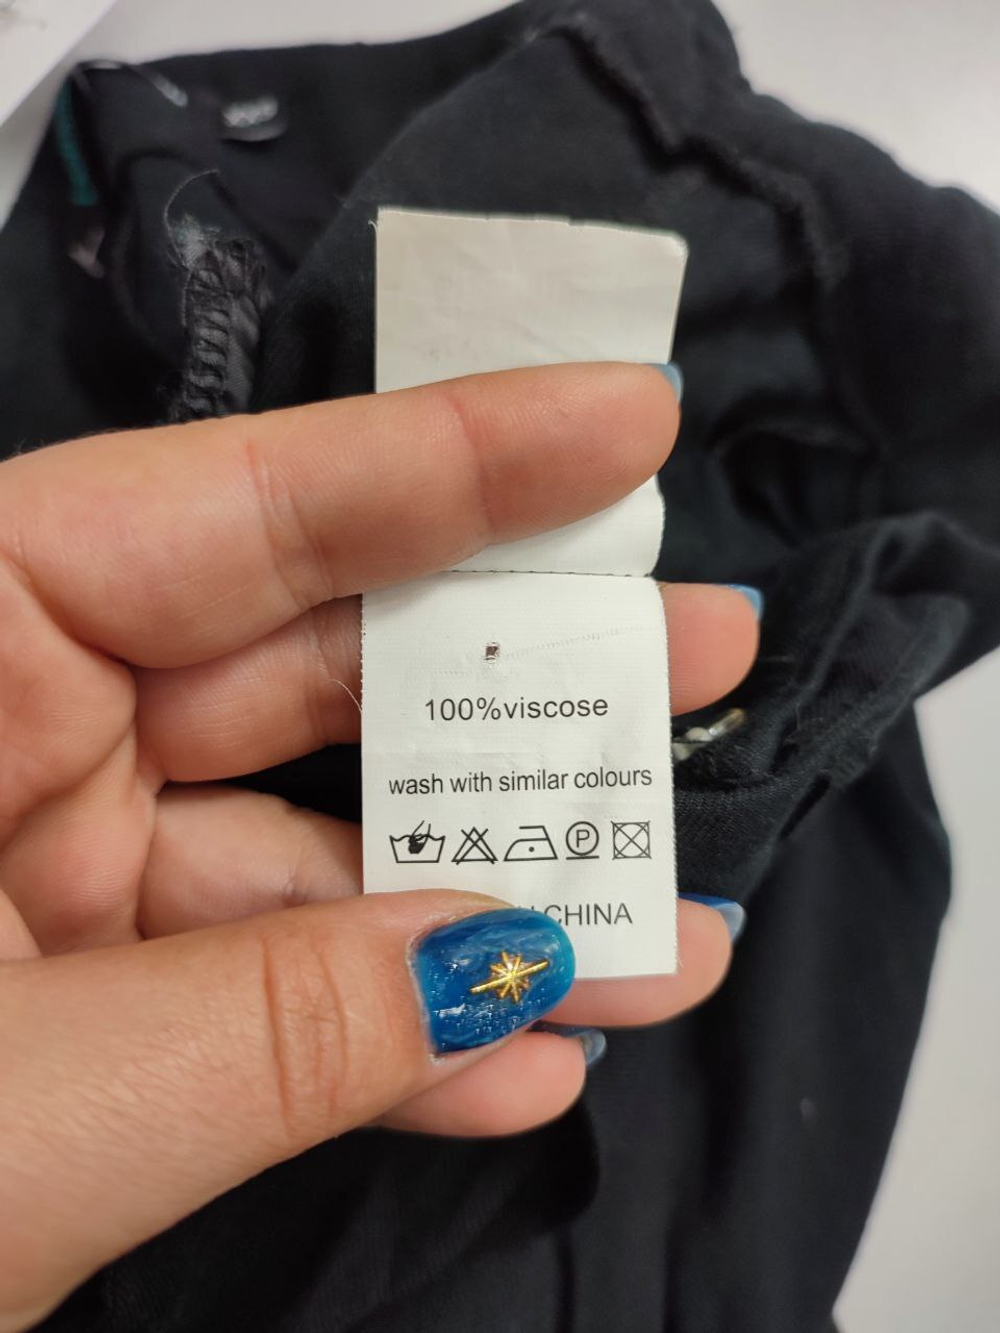 100%viscose
wash with similar colours
P
CHINA